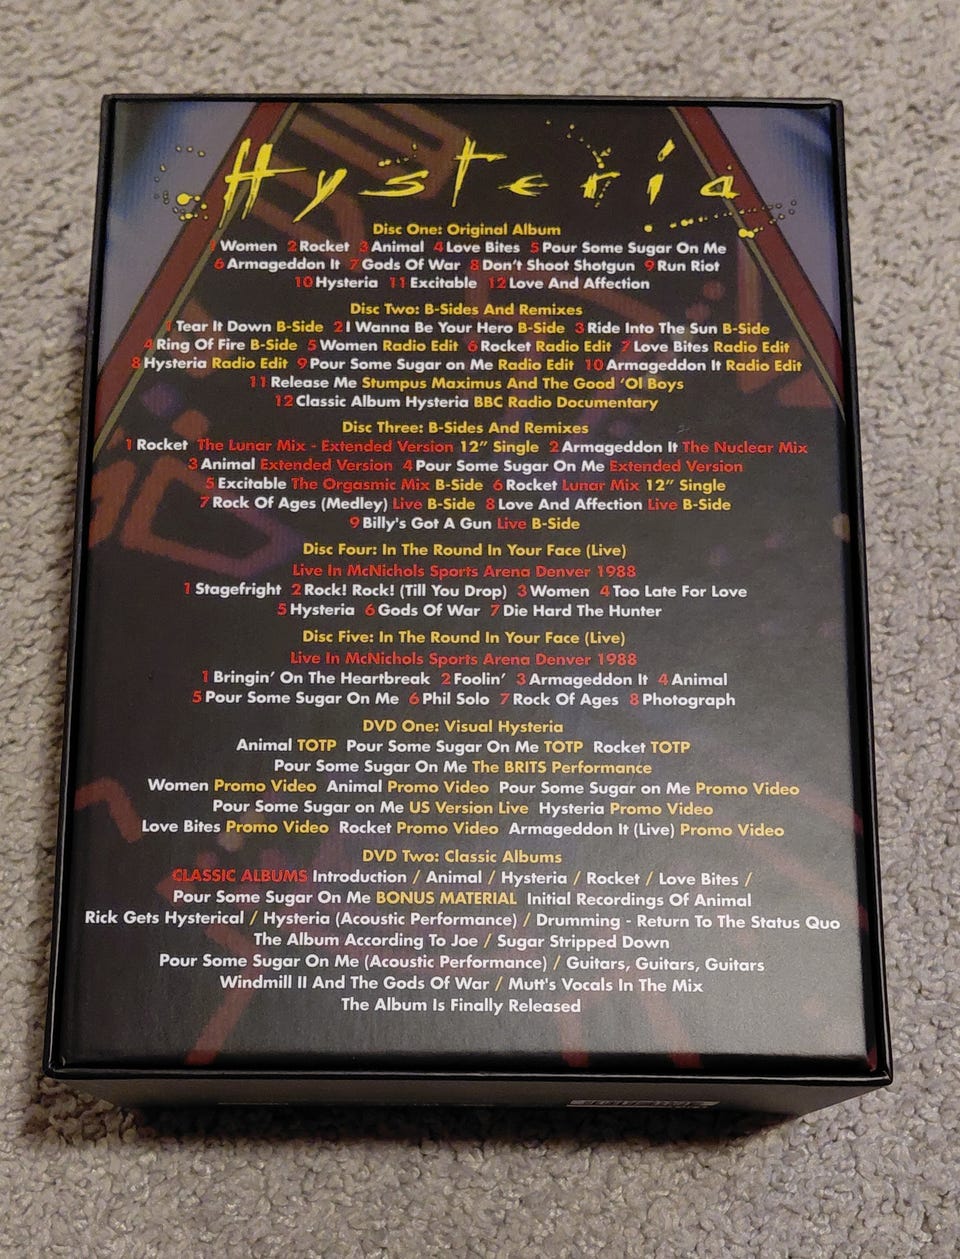 Hysteria
Disc One: Original Album
1 Women 2 Rocket 3 Animal 4 Love Bites 5 Pour Some Sugar On Me
6 Armageddon It 7 Gods Of War 8 Don't Shoot Shotgun 9 Run Riot
10 Hysteria 11 Excitable 12 Love And Affection
Disc Two: B-Sides And Remixes
1 Tear It Down B-Side 2 I Wanna Be Your Hero B-Side 3 Ride Into The Sun B-Side
4 Ring Of Fire B-Side 5 Women Radio Edit 6 Rocket Radio Edit 7 Love Bites Radio Edit
8 Hysteria Radio Edit 9 Pour Some Sugar on Me Radio Edit 10 Armageddon It Radio Edit
11 Release Me Stumpus Maximus And The Good 'Ol Boys
12 Classic Album Hysteria BBC Radio Documentary
Disc Three: B-Sides And Remixes
1 Rocket The Lunar Mix - Extended Version 12" Single 2 Armageddon It The Nuclear Mix
3 Animal Extended Version 4 Pour Some Sugar On Me Extended Version
5 Excitable The Orgasmic Mix B-Side 6 Rocket Lunar Mix 12" Single
7 Rock Of Ages (Medley) Live B-Side 8 Love And Affection Live B-Side
9 Billy's Got A Gun Live B-Side
Disc Four: In The Round In Your Face (Live)
Live In McNichols Sports Arena Denver 1988
1 Stagefright 2 Rock! Rock! (Till You Drop) 3 Women 4 Too Late For Love
5 Hysteria 6 Gods Of War 7 Die Hard The Hunter
Disc Five: In The Round In Your Face (Live)
Live In McNichols Sports Arena Denver 1988
1 Bringin' On The Heartbreak 2 Foolin' 3 Armageddon It 4 Animal
5 Pour Some Sugar On Me 6 Phil Solo 7 Rock Of Ages 8 Photograph
DVD One: Visual Hysteria
Animal TOTP Pour Some Sugar On Me TOTP Rocket TOTP
Pour Some Sugar On Me The BRITS Performance
Women Promo Video Animal Promo Video Pour Some Sugar on Me Promo Video
Pour Some Sugar on Me US Version Live Hysteria Promo Video
Love Bites Promo Video Rocket Promo Video Armageddon It (Live) Promo Video
DVD Two: Classic Albums
CLASSIC ALBUMS Introduction / Animal / Hysteria / Rocket / Love Bites /
Pour Some Sugar On Me BONUS MATERIAL Initial Recordings Of Animal
Rick Gets Hysterical / Hysteria (Acoustic Performance) / Drumming - Return To The Status Quo
The Album According To Joe / Sugar Stripped Down
Pour Some Sugar On Me (Acoustic Performance) / Guitars, Guitars, Guitars
Windmill II And The Gods Of War / Mutt's Vocals In The Mix
The Album Is Finally Released